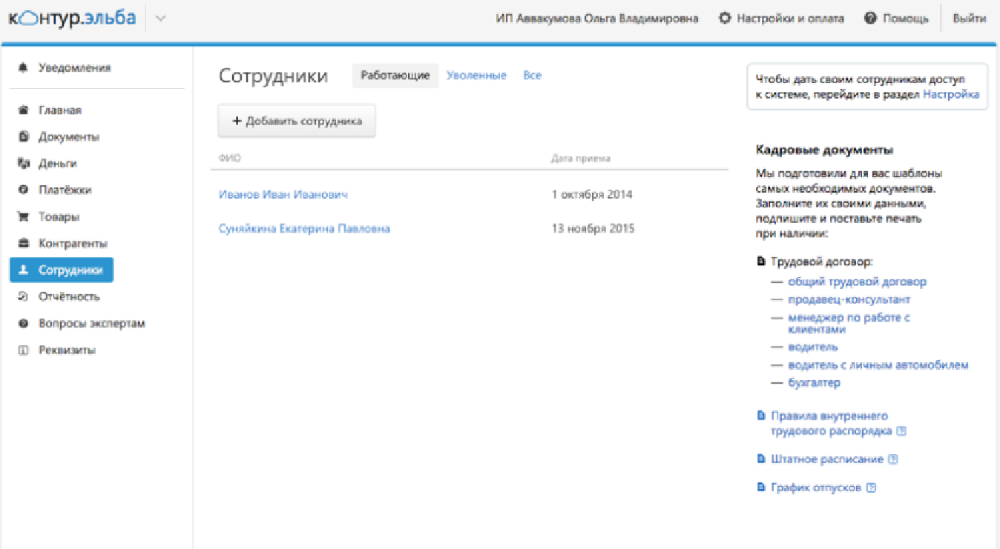 контур.эльба
ИП Аввакумова Ольга Владимировна
Настройки и оплата
Помощь
Выйти
Уведомления
Главная
Документы
Деньги
Платёжки
Товары
Контрагенты
Сотрудники
Отчётность
Вопросы экспертам
Реквизиты
Сотрудники
Работающие
Уволенные
Все
+ Добавить сотрудника
ФИО
Дата приема
Иванов Иван Иванович
1 октября 2014
Суняйкина Екатерина Павловна
13 ноября 2015
Чтобы дать своим сотрудникам доступ
к системе, перейдите в раздел Настройка
Кадровые документы
Мы подготовили для вас шаблоны
самых необходимых документов.
Заполните их своими данными,
подпишите и поставьте печать
при наличии:
Трудовой договор:
— общий трудовой договор
— продавец-консультант
— менеджер по работе с
клиентами
— водитель
— водитель с личным автомобилем
— бухгалтер
Правила внутреннего
трудового распорядка ?
Штатное расписание ?
График отпусков ?